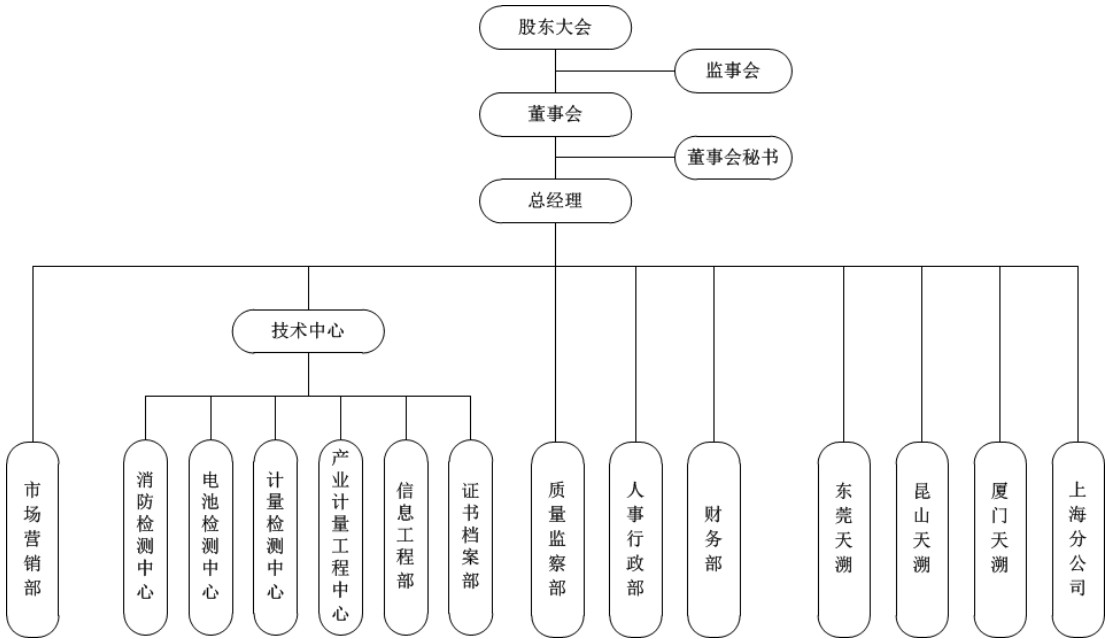 股东大会
监事会
董事会
董事会秘书
总经理
技术中心
市场营销部
消防检测中心
电池检测中心
计量检测中心
产业计量工程中心
信息工程部
证书档案部
质量监察部
人事行政部
财务部
东莞天溯
昆山天溯
厦门天溯
上海分公司